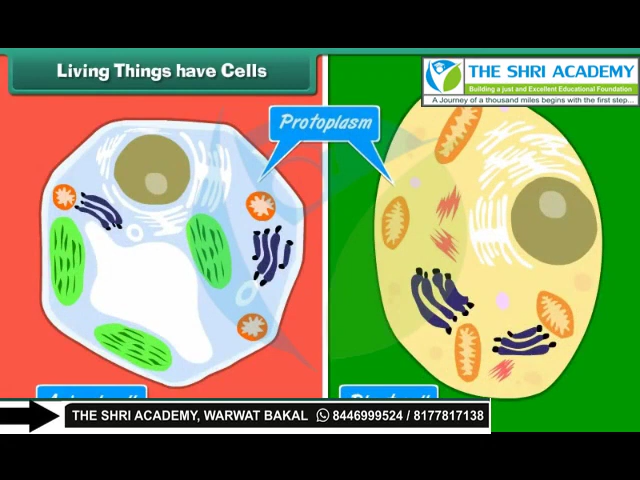 Living Things have Cells
THE SHRI ACADEMY
Building a just and Excellent Educational Foundation
A Journey of a thousand miles begins with the first step...
Protoplasm
THE SHRI ACADEMY, WARWAT BAKAL 8446999524 / 8177817138